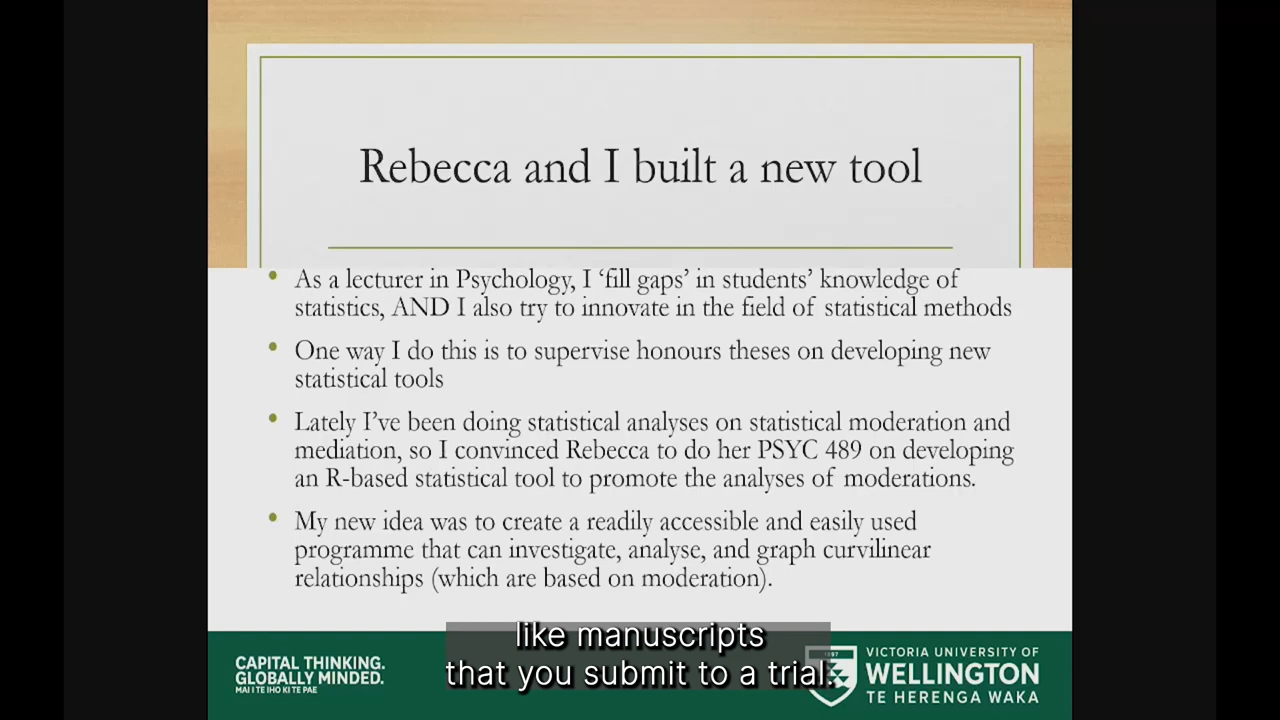 Rebecca and I built a new tool
• As a lecturer in Psychology, I ‘fill gaps’ in students’ knowledge of
statistics, AND I also try to innovate in the field of statistical methods
• One way I do this is to supervise honours theses on developing new
statistical tools
• Lately I’ve been doing statistical analyses on statistical moderation and
mediation, so I convinced Rebecca to do her PSYC 489 on developing
an R-based statistical tool to promote the analyses of moderations.
• My new idea was to create a readily accessible and easily used
programme that can investigate, analyse, and graph curvilinear
relationships (which are based on moderation).
like manuscripts
that you submit to a trial.
CAPITAL THINKING.
GLOBALLY MINDED.
MAI I TE IHO KI TE PAE
1897
VICTORIA UNIVERSITY OF
WELLINGTON
TE HERENGA WAKA